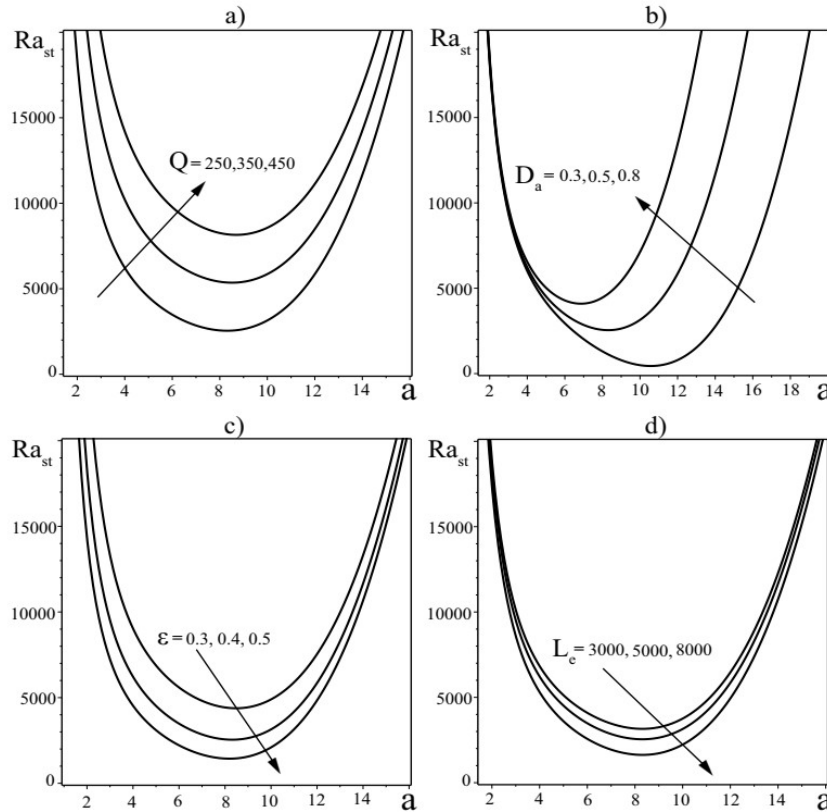 a)
Ra_st
15000
10000
5000
0
Q = 250,350,450
2 4 6 8 10 12 14 a
b)
Ra_st
15000
10000
5000
0
D_a = 0.3, 0.5, 0.8
2 4 6 8 10 12 14 16 18 a
c)
Ra_st
15000
10000
5000
0
ε = 0.3, 0.4, 0.5
2 4 6 8 10 12 14 a
d)
Ra_st
15000
10000
5000
0
L_e = 3000, 5000, 8000
2 4 6 8 10 12 14 a